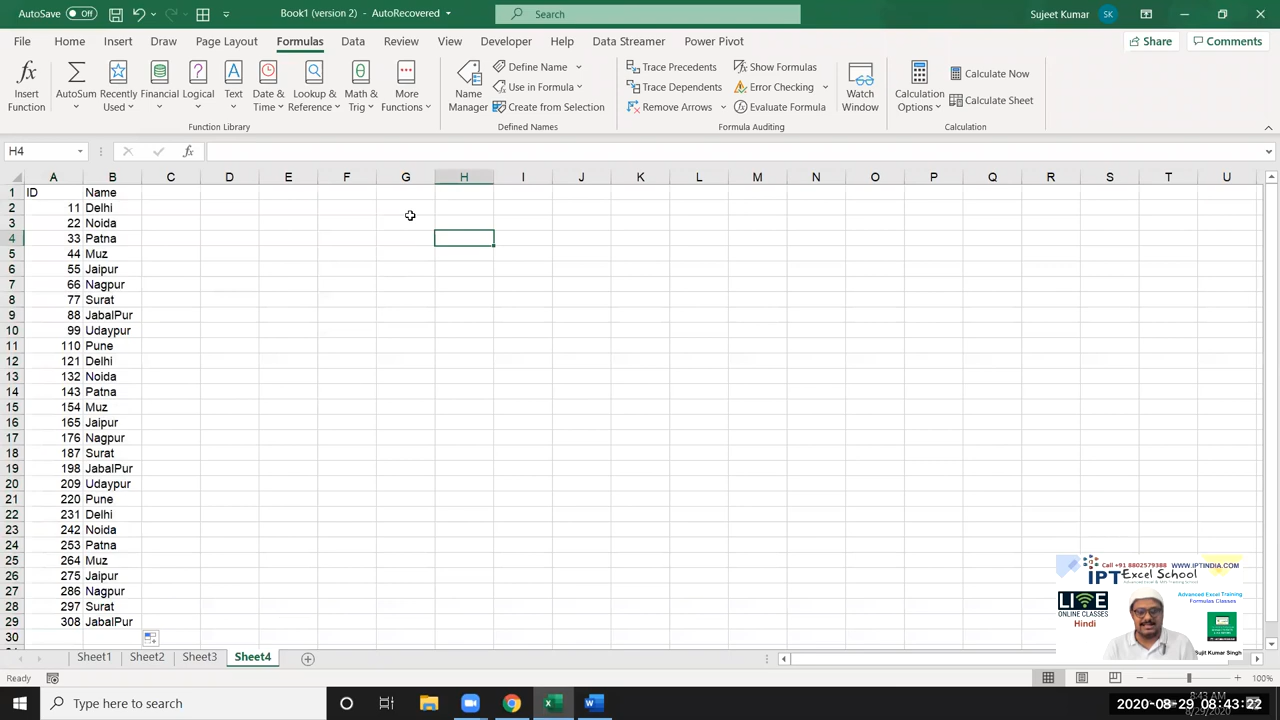 AutoSave Off Book1 (version 2) - AutoRecovered Search Sujeet Kumar SK
File Home Insert Draw Page Layout Formulas Data Review View Developer Help Data Streamer Power Pivot Share Comments
Insert Function AutoSum Recently Used Financial Logical Text Date & Time Lookup & Reference Math & Trig More Functions
Name Manager Define Name Use in Formula Create from Selection
Trace Precedents Trace Dependents Remove Arrows Show Formulas Error Checking Evaluate Formula Watch Window
Calculation Options Calculate Now Calculate Sheet
Function Library Defined Names Formula Auditing Calculation
H4 fx
A B C D E F G H I J K L M N O P Q R S T U
1 ID Name
2 11 Delhi
3 22 Noida
4 33 Patna
5 44 Muz
6 55 Jaipur
7 66 Nagpur
8 77 Surat
9 88 JabalPur
10 99 Udaypur
11 110 Pune
12 121 Delhi
13 132 Noida
14 143 Patna
15 154 Muz
16 165 Jaipur
17 176 Nagpur
18 187 Surat
19 198 JabalPur
20 209 Udaypur
21 220 Pune
22 231 Delhi
23 242 Noida
24 253 Patna
25 264 Muz
26 275 Jaipur
27 286 Nagpur
28 297 Surat
29 308 JabalPur
30
Call +91 8802579388 WWW.IPTINDIA.COM
IPT Excel School
LIVE
ONLINE CLASSES
Hindi
Advanced Excel Training
Formulas Classes
Sujit Kumar Singh
Sheet1 Sheet2 Sheet3 Sheet4
Ready 100%
Type here to search
2020-08-29 08:43:22